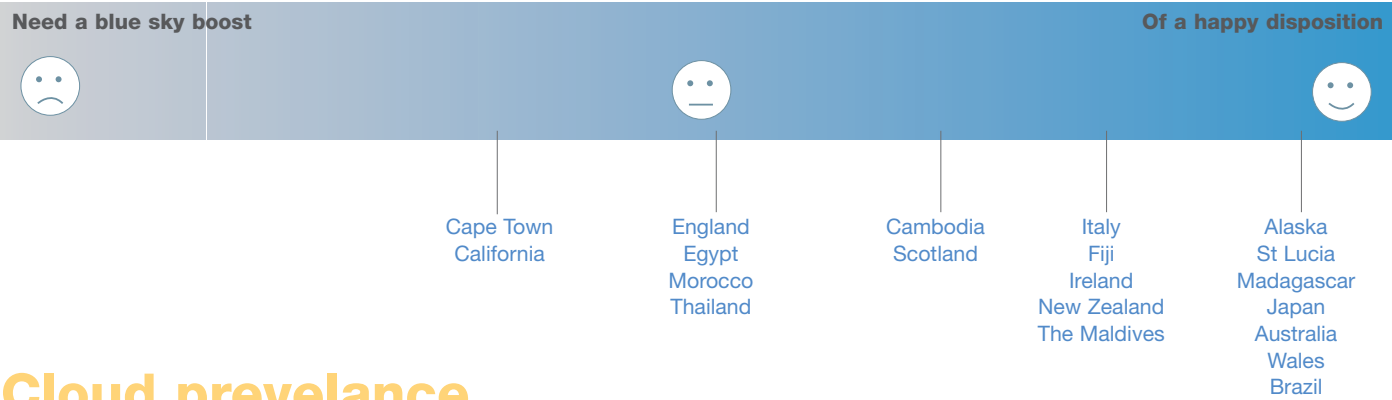 Need a blue sky boost
Of a happy disposition
Cape Town
California
England
Egypt
Morocco
Thailand
Cambodia
Scotland
Italy
Fiji
Ireland
New Zealand
The Maldives
Alaska
St Lucia
Madagascar
Japan
Australia
Wales
Brazil
Cloud prevelance